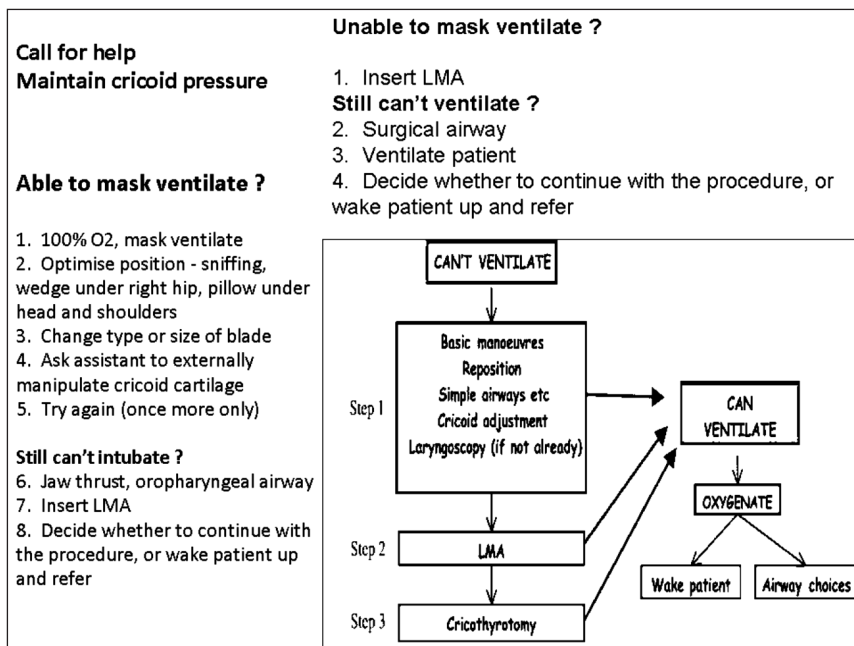 Call for help
Maintain cricoid pressure
Able to mask ventilate ?
1. 100% O2, mask ventilate
2. Optimise position - sniffing,
wedge under right hip, pillow under
head and shoulders
3. Change type or size of blade
4. Ask assistant to externally
manipulate cricoid cartilage
5. Try again (once more only)
Still can't intubate ?
6. Jaw thrust, oropharyngeal airway
7. Insert LMA
8. Decide whether to continue with
the procedure, or wake patient up
and refer
Unable to mask ventilate ?
1. Insert LMA
Still can't ventilate ?
2. Surgical airway
3. Ventilate patient
4. Decide whether to continue with the procedure, or
wake patient up and refer
CAN'T VENTILATE
Step 1
Basic manoeuvres
Reposition
Simple airways etc
Cricoid adjustment
Laryngoscopy (if not already)
CAN
VENTILATE
OXYGENATE
Step 2
LMA
Wake patient
Airway choices
Step 3
Cricothyrotomy